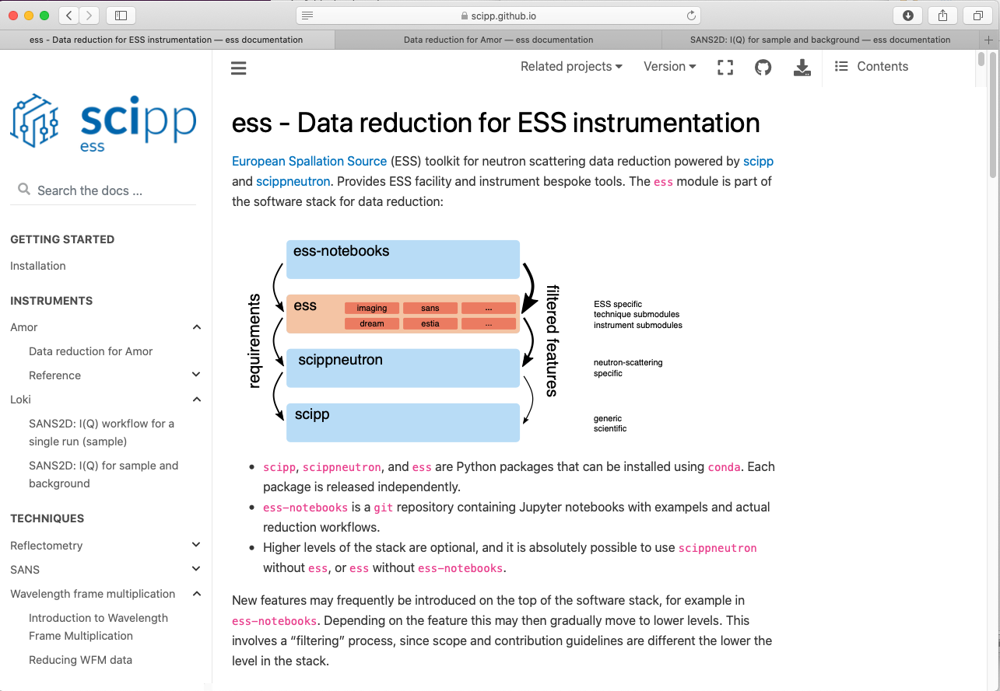 scipp.github.io
ess - Data reduction for ESS instrumentation — ess documentation
Data reduction for Amor — ess documentation
SANS2D: I(Q) for sample and background — ess documentation
Related projects
Version
Contents
scipp
ess
Search the docs ...
GETTING STARTED
Installation
INSTRUMENTS
Amor
Data reduction for Amor
Reference
Loki
SANS2D: I(Q) workflow for a
single run (sample)
SANS2D: I(Q) for sample and
background
TECHNIQUES
Reflectometry
SANS
Wavelength frame multiplication
Introduction to Wavelength
Frame Multiplication
Reducing WFM data
ess - Data reduction for ESS instrumentation
European Spallation Source (ESS) toolkit for neutron scattering data reduction powered by scipp
and scippneutron. Provides ESS facility and instrument bespoke tools. The ess module is part of
the software stack for data reduction:
requirements
ess-notebooks
ess
imaging
sans
...
dream
estia
...
scippneutron
scipp
filtered features
ESS specific
technique submodules
instrument submodules
neutron-scattering
specific
generic
scientific
• scipp, scippneutron, and ess are Python packages that can be installed using conda. Each
package is released independently.
• ess-notebooks is a git repository containing Jupyter notebooks with exampels and actual
reduction workflows.
• Higher levels of the stack are optional, and it is absolutely possible to use scippneutron
without ess, or ess without ess-notebooks.
New features may frequently be introduced on the top of the software stack, for example in
ess-notebooks. Depending on the feature this may then gradually move to lower levels. This
involves a “filtering” process, since scope and contribution guidelines are different the lower the
level in the stack.